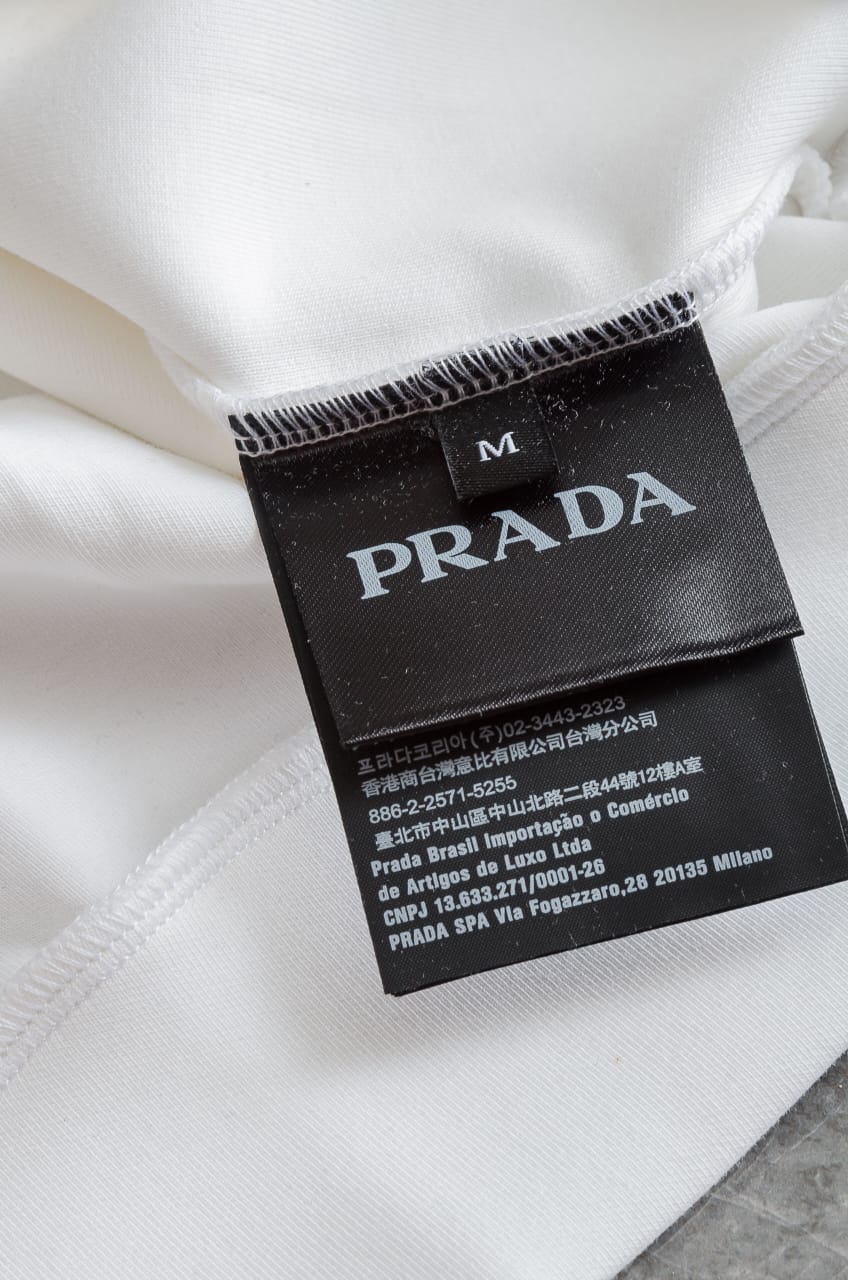 M
PRADA
프라다코리아(주)02-3443-2323
香港商台灣意比有限公司台灣分公司
886-2-2571-5255
臺北市中山區中山北路二段44號12樓A室
Prada Brasil Importação o Comércio
de Artigos de Luxo Ltda
CNPJ 13.633.271/0001-26
PRADA SPA Via Fogazzaro,28 20135 Milano